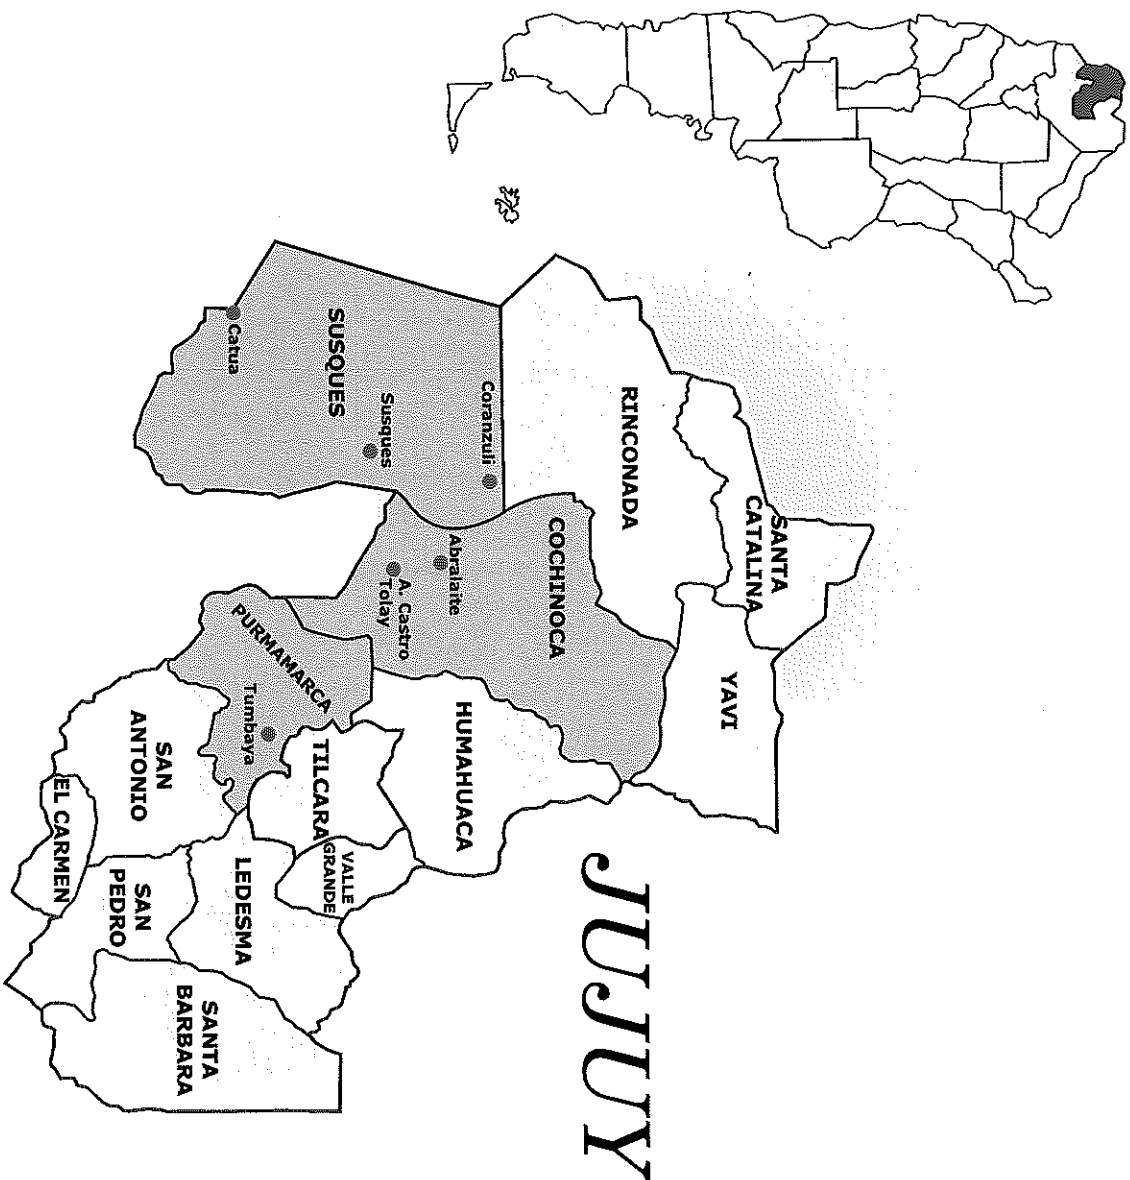 JUJUY
SANTA
CATALINA
YAVI
RINCONADA
COCHINOCA
Coranzuli
Abralaite
Susques
A. Castro
Tolay
SUSQUES
Catua
HUMAHUACA
PURMAMARCA
Tumbaya
TILCARA
VALLE
GRANDE
LEDESMA
SAN
ANTONIO
SAN
PEDRO
EL CARMEN
SANTA
BARBARA